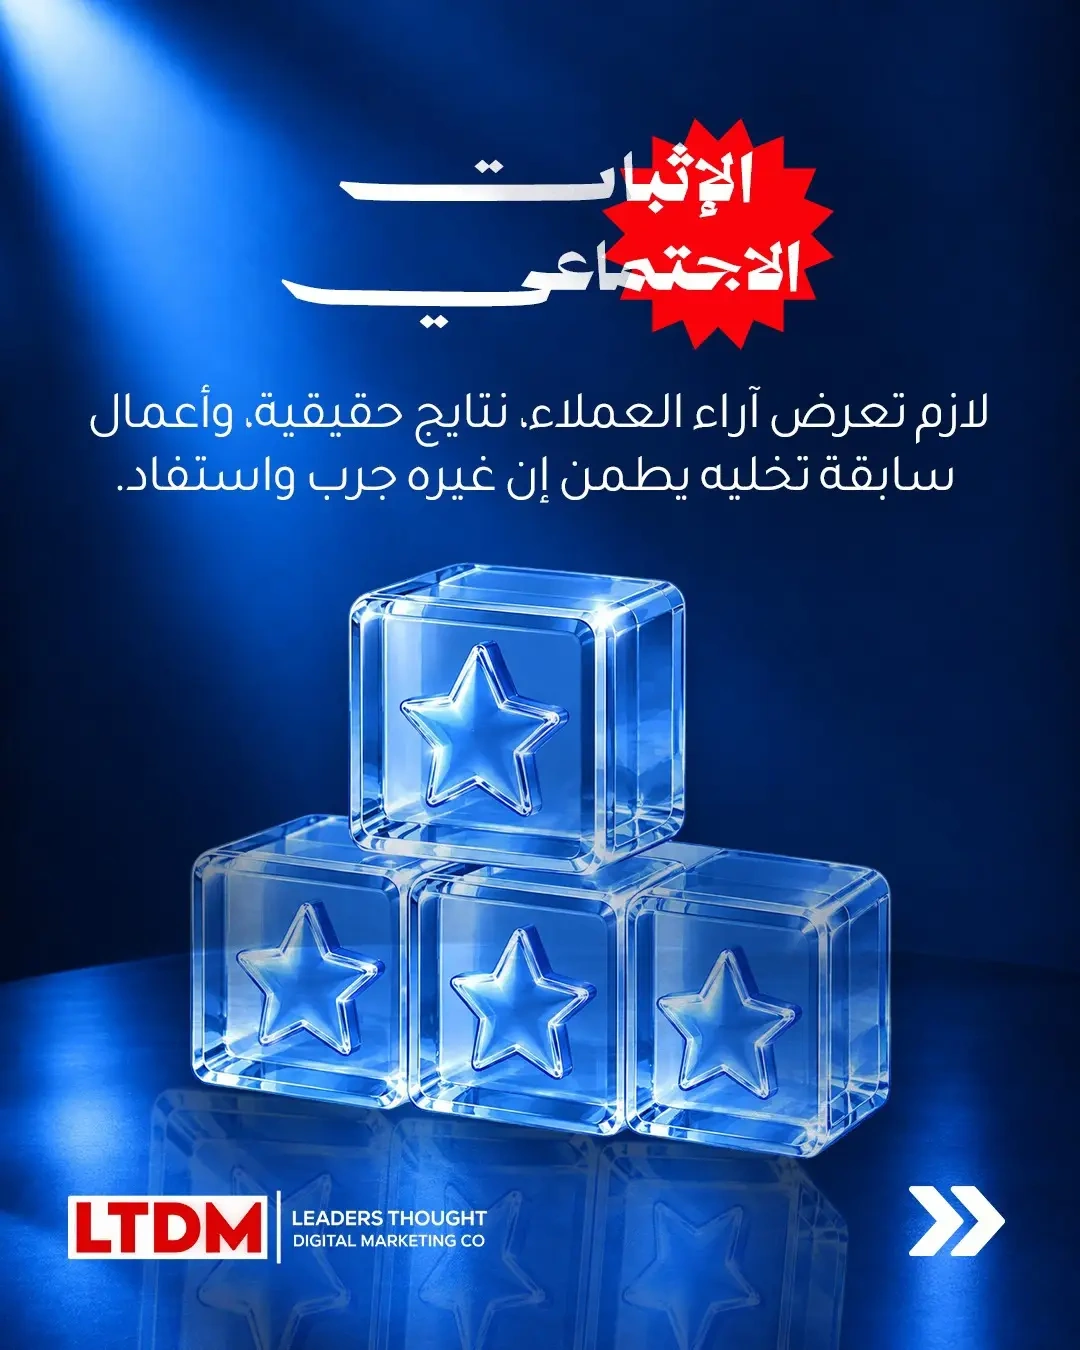 الإثبات
الاجتماعي
لازم تعرض آراء العملاء، نتايج حقيقية، وأعمال
سابقة تخليه يطمن إن غيره جرب واستفاد.
LTDM
LEADERS THOUGHT
DIGITAL MARKETING CO